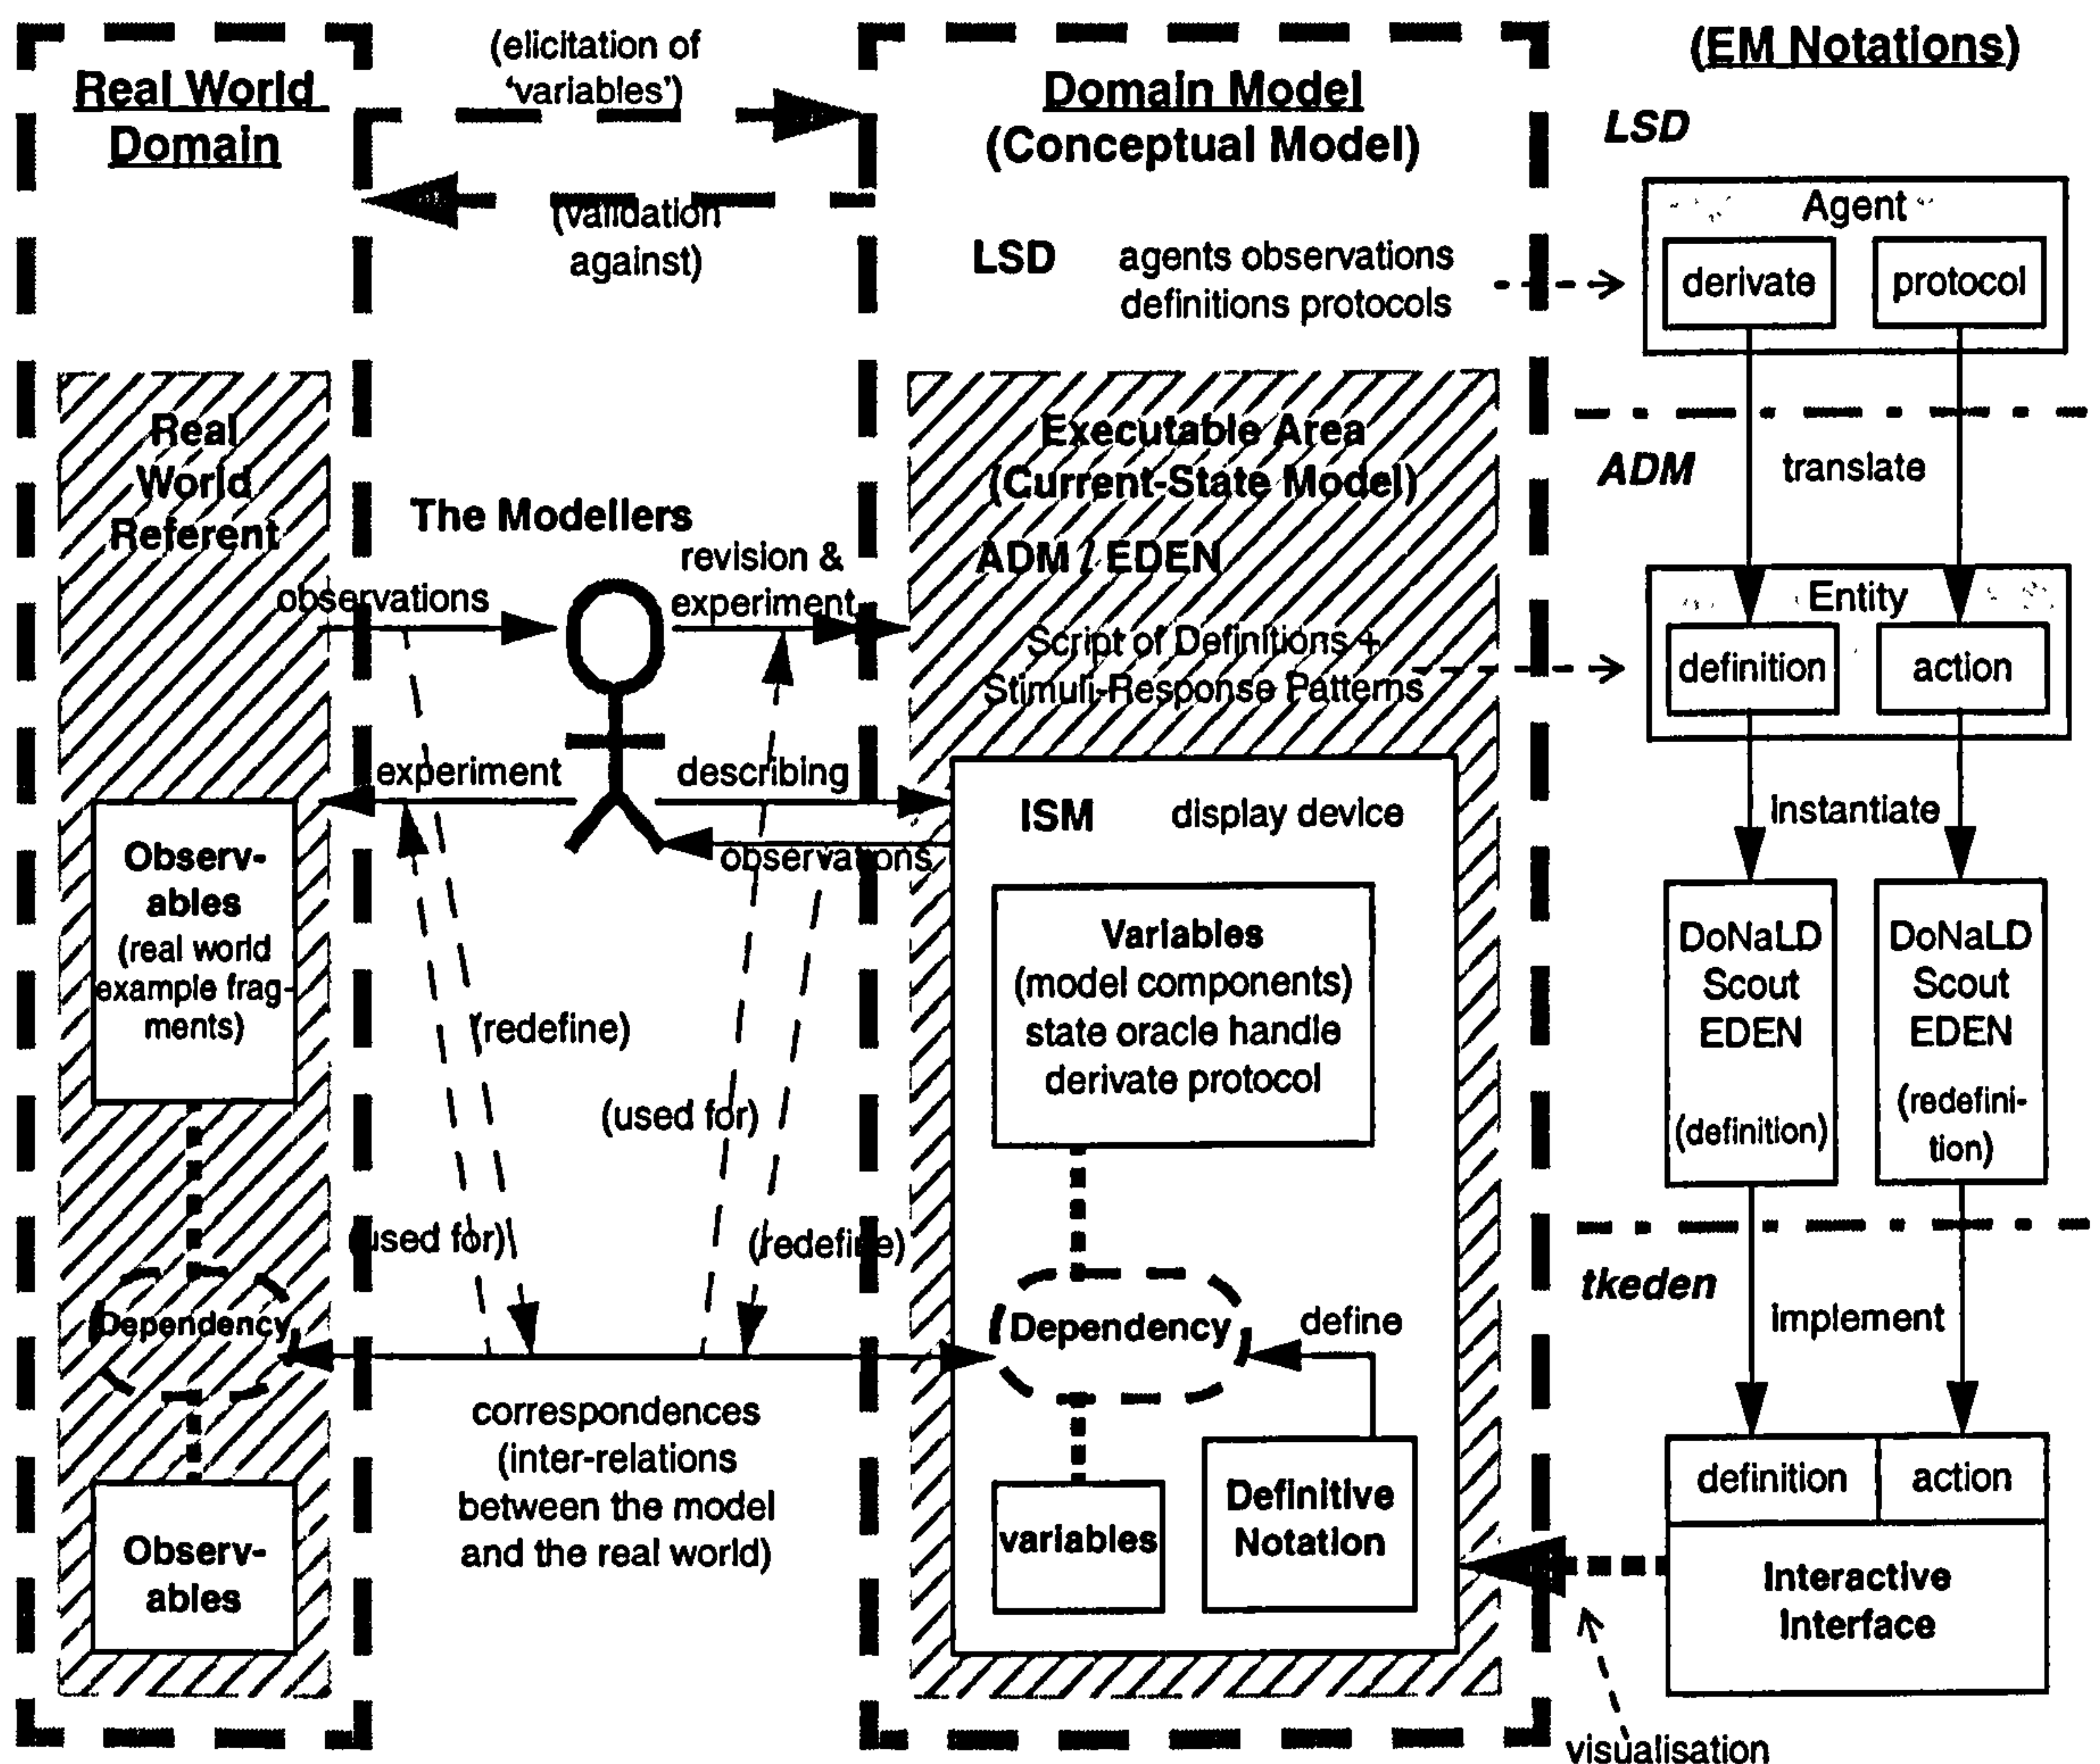 Real World
Domain
(elicitation of
'variables')
(validation
against)
Domain Model
(Conceptual Model)
LSD
agents observations
definitions protocols
(EM Notations)
LSD
Agent
derivate
protocol
Real
World
Referent
The Modellers
observations
revision &
experiment
experiment
describing
observations
Executable Area
(Current-State Model)
ADM / EDEN
Script of Definitions +
Stimuli-Response Patterns
ADM
translate
Entity
definition
action
instantiate
Observ-
ables
(real world
example frag-
ments)
ISM
display device
Variables
(model components)
state oracle handle
derivate protocol
DoNaLD
Scout
EDEN
(definition)
DoNaLD
Scout
EDEN
(redefini-
tion)
(redefine)
(used for)
(used for)
(redefine)
Dependency
Dependency
define
tkeden
implement
correspondences
(inter-relations
between the model
and the real world)
Observ-
ables
variables
Definitive
Notation
definition
action
Interactive
Interface
visualisation